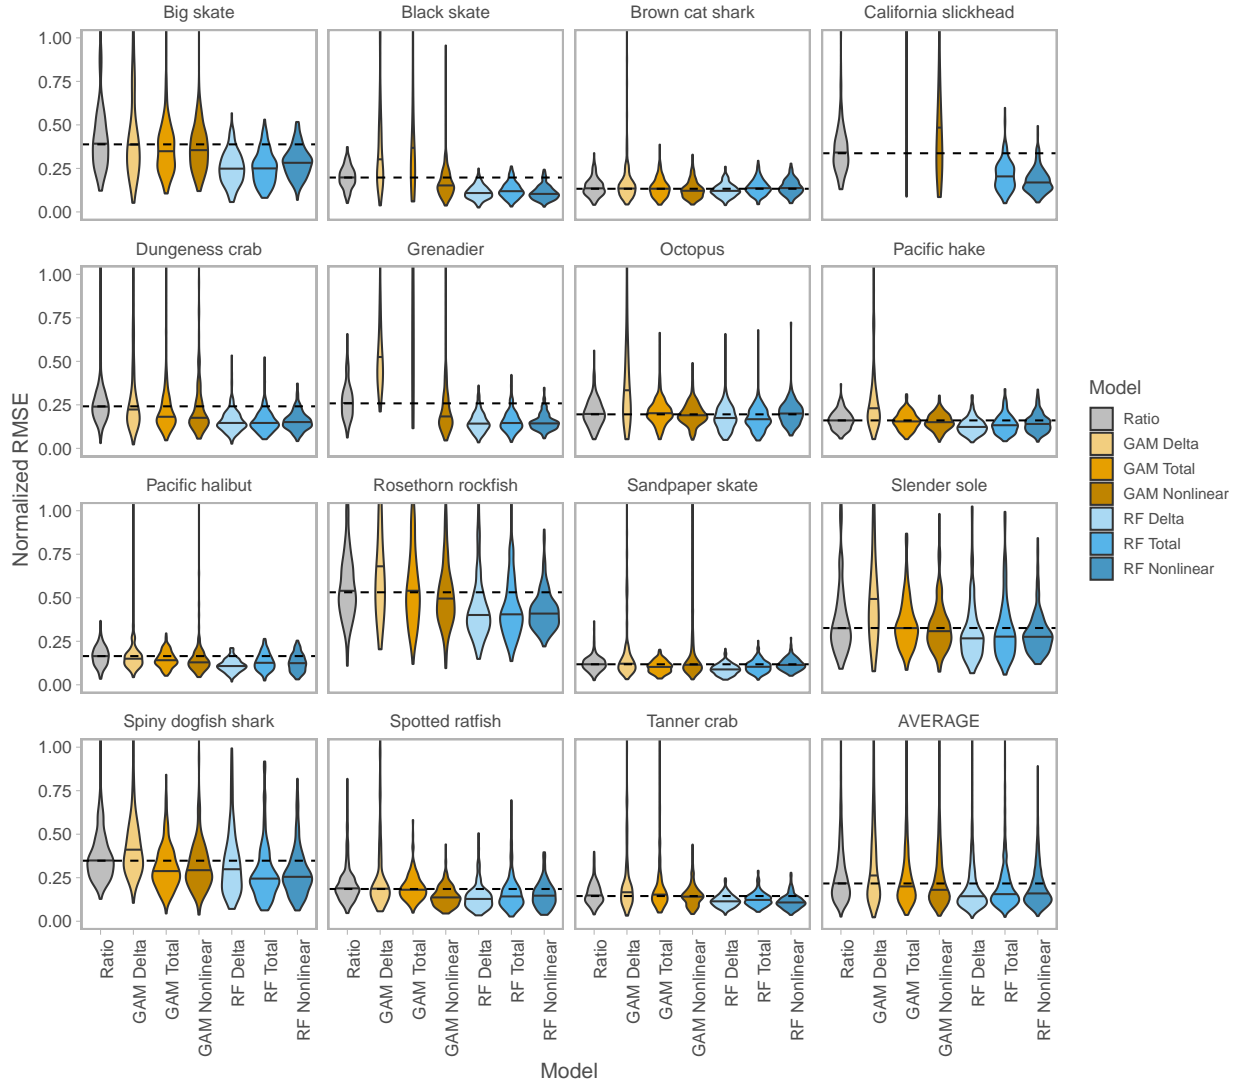 Big skate
Black skate
Brown cat shark
California slickhead
1.00
0.75
0.50
0.25
0.00
Dungeness crab
Grenadier
Octopus
Pacific hake
1.00
0.75
0.50
0.25
0.00
Pacific halibut
Rosethorn rockfish
Sandpaper skate
Slender sole
1.00
0.75
0.50
0.25
0.00
Spiny dogfish shark
Spotted ratfish
Tanner crab
AVERAGE
1.00
0.75
0.50
0.25
0.00
Normalized RMSE
Ratio
GAM Delta
GAM Total
GAM Nonlinear
RF Delta
RF Total
RF Nonlinear
Ratio
GAM Delta
GAM Total
GAM Nonlinear
RF Delta
RF Total
RF Nonlinear
Ratio
GAM Delta
GAM Total
GAM Nonlinear
RF Delta
RF Total
RF Nonlinear
Ratio
GAM Delta
GAM Total
GAM Nonlinear
RF Delta
RF Total
RF Nonlinear
Model
Model
Ratio
GAM Delta
GAM Total
GAM Nonlinear
RF Delta
RF Total
RF Nonlinear